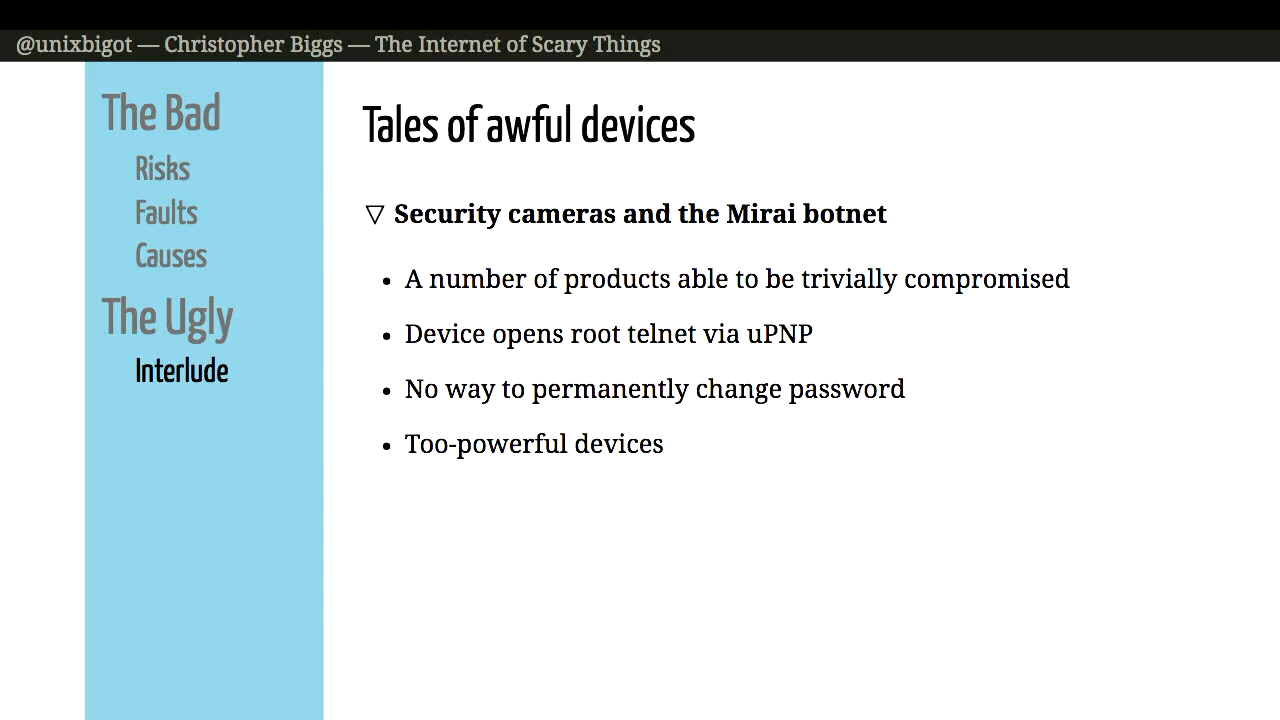 @unixbigot — Christopher Biggs — The Internet of Scary Things
The Bad
Risks
Faults
Causes
The Ugly
Interlude
Tales of awful devices
▽ Security cameras and the Mirai botnet
• A number of products able to be trivially compromised
• Device opens root telnet via uPNP
• No way to permanently change password
• Too-powerful devices